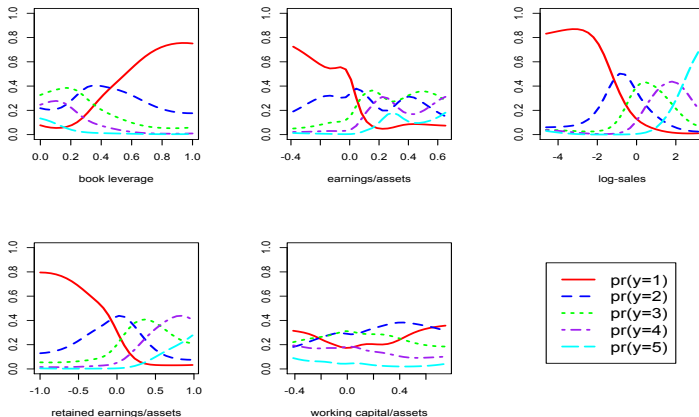 0.0 0.2 0.4 0.6 0.8 1.0
0.0 0.2 0.4 0.6 0.8 1.0
book leverage
0.0 0.2 0.4 0.6 0.8 1.0
-0.4 -0.2 0.0 0.2 0.4 0.6
earnings/assets
0.0 0.2 0.4 0.6 0.8 1.0
-4 -2 0 2
log-sales
0.0 0.2 0.4 0.6 0.8 1.0
-1.0 -0.5 0.0 0.5 1.0
retained earnings/assets
0.0 0.2 0.4 0.6 0.8 1.0
-0.4 0.0 0.4
working capital/assets
pr(y=1)
pr(y=2)
pr(y=3)
pr(y=4)
pr(y=5)